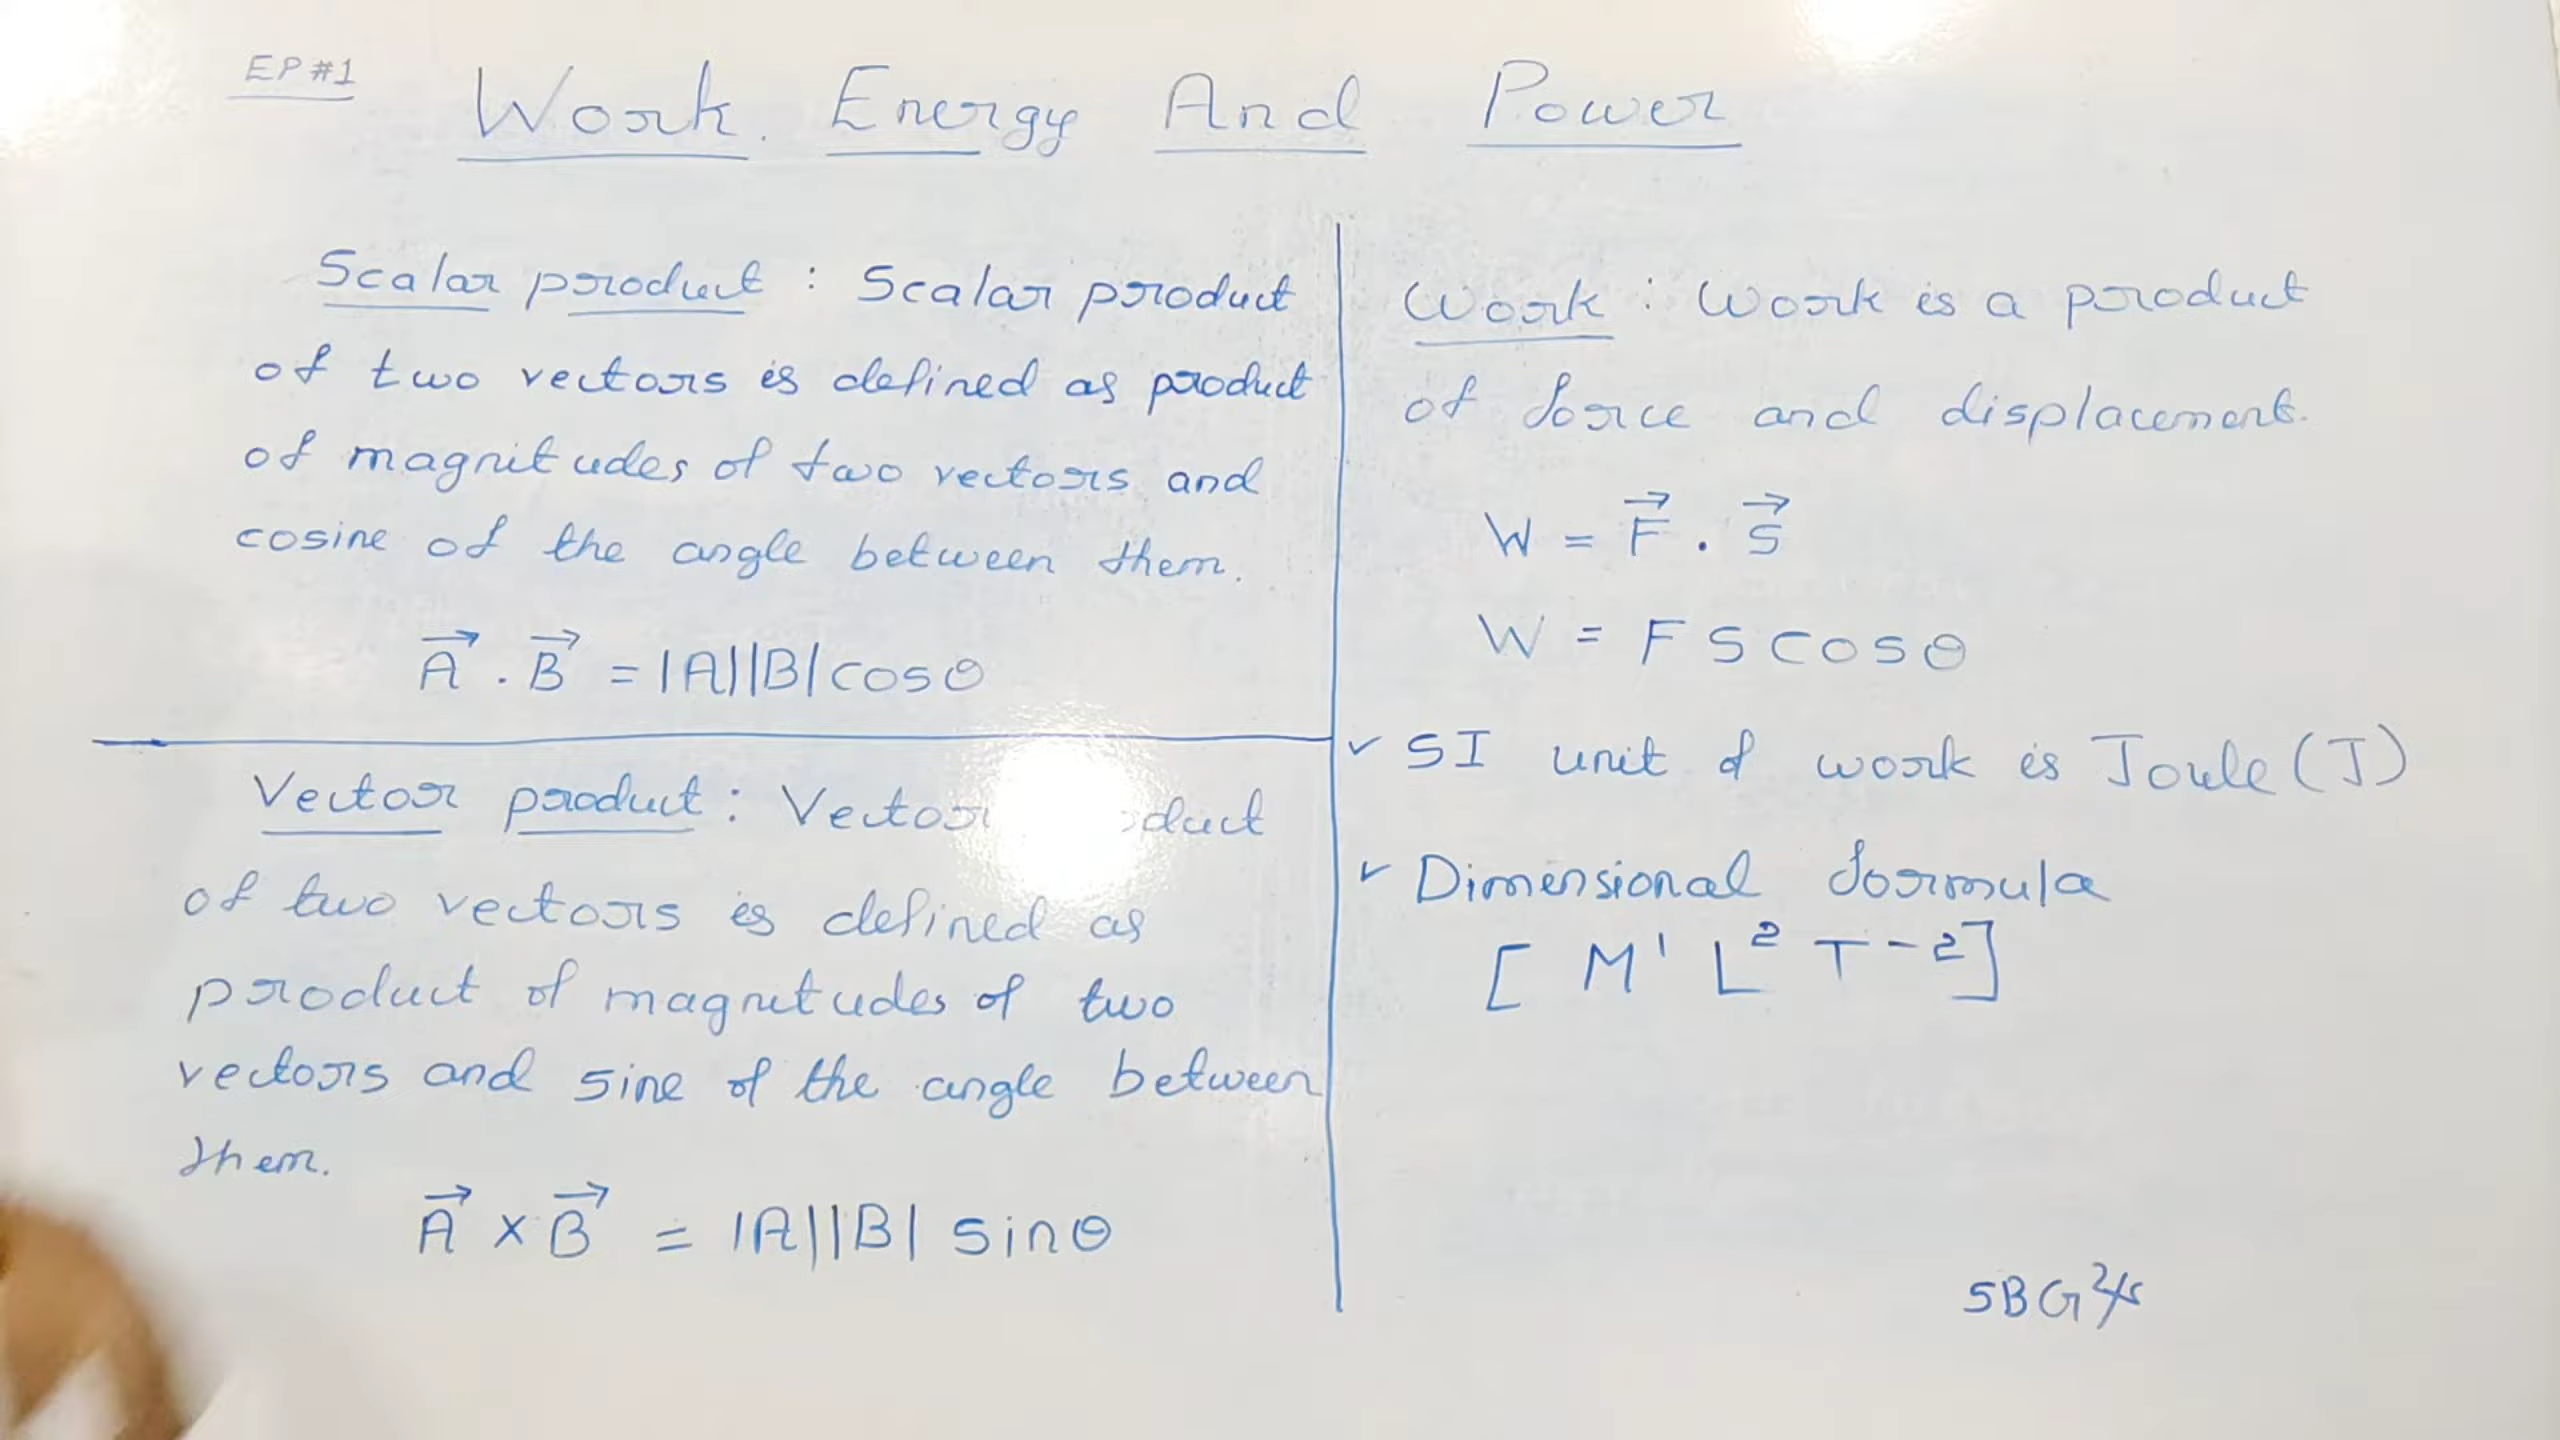 EP #1
Work. Energy And Power
Scalar product : Scalar product
of two vectors is defined as product
of magnitudes of two vectors and
cosine of the angle between them.
A⃗ . B⃗ = |A||B| cosθ
Vector product : Vector
of two vectors is defined as
product of magnitudes of two
vectors and sine of the angle between
them.
A⃗ × B⃗ = |A||B| sinθ
Work : Work is a product
of force and displacement.
W = F⃗ . S⃗
W = F S cosθ
✓ SI unit of work is Joule (J)
✓ Dimensional formula
[ M¹ L² T⁻²]
SBG